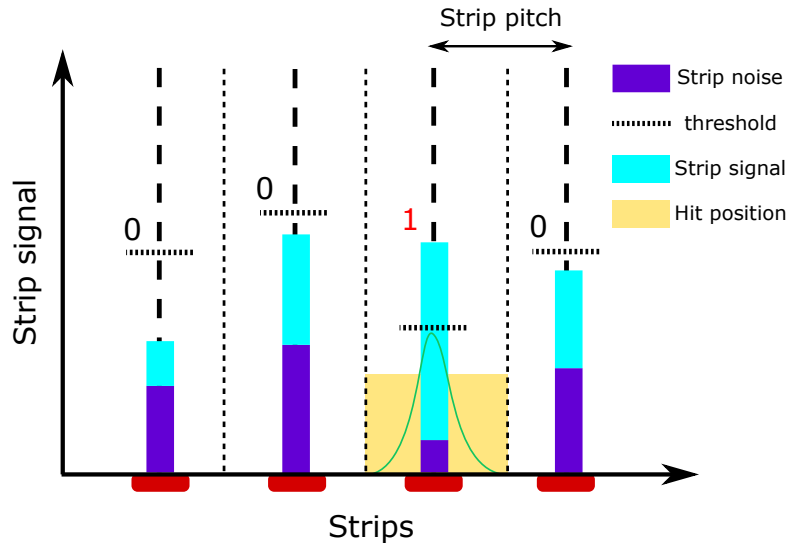 Strip pitch
Strip noise
threshold
Strip signal
Hit position
0
0
1
0
Strip signal
Strips